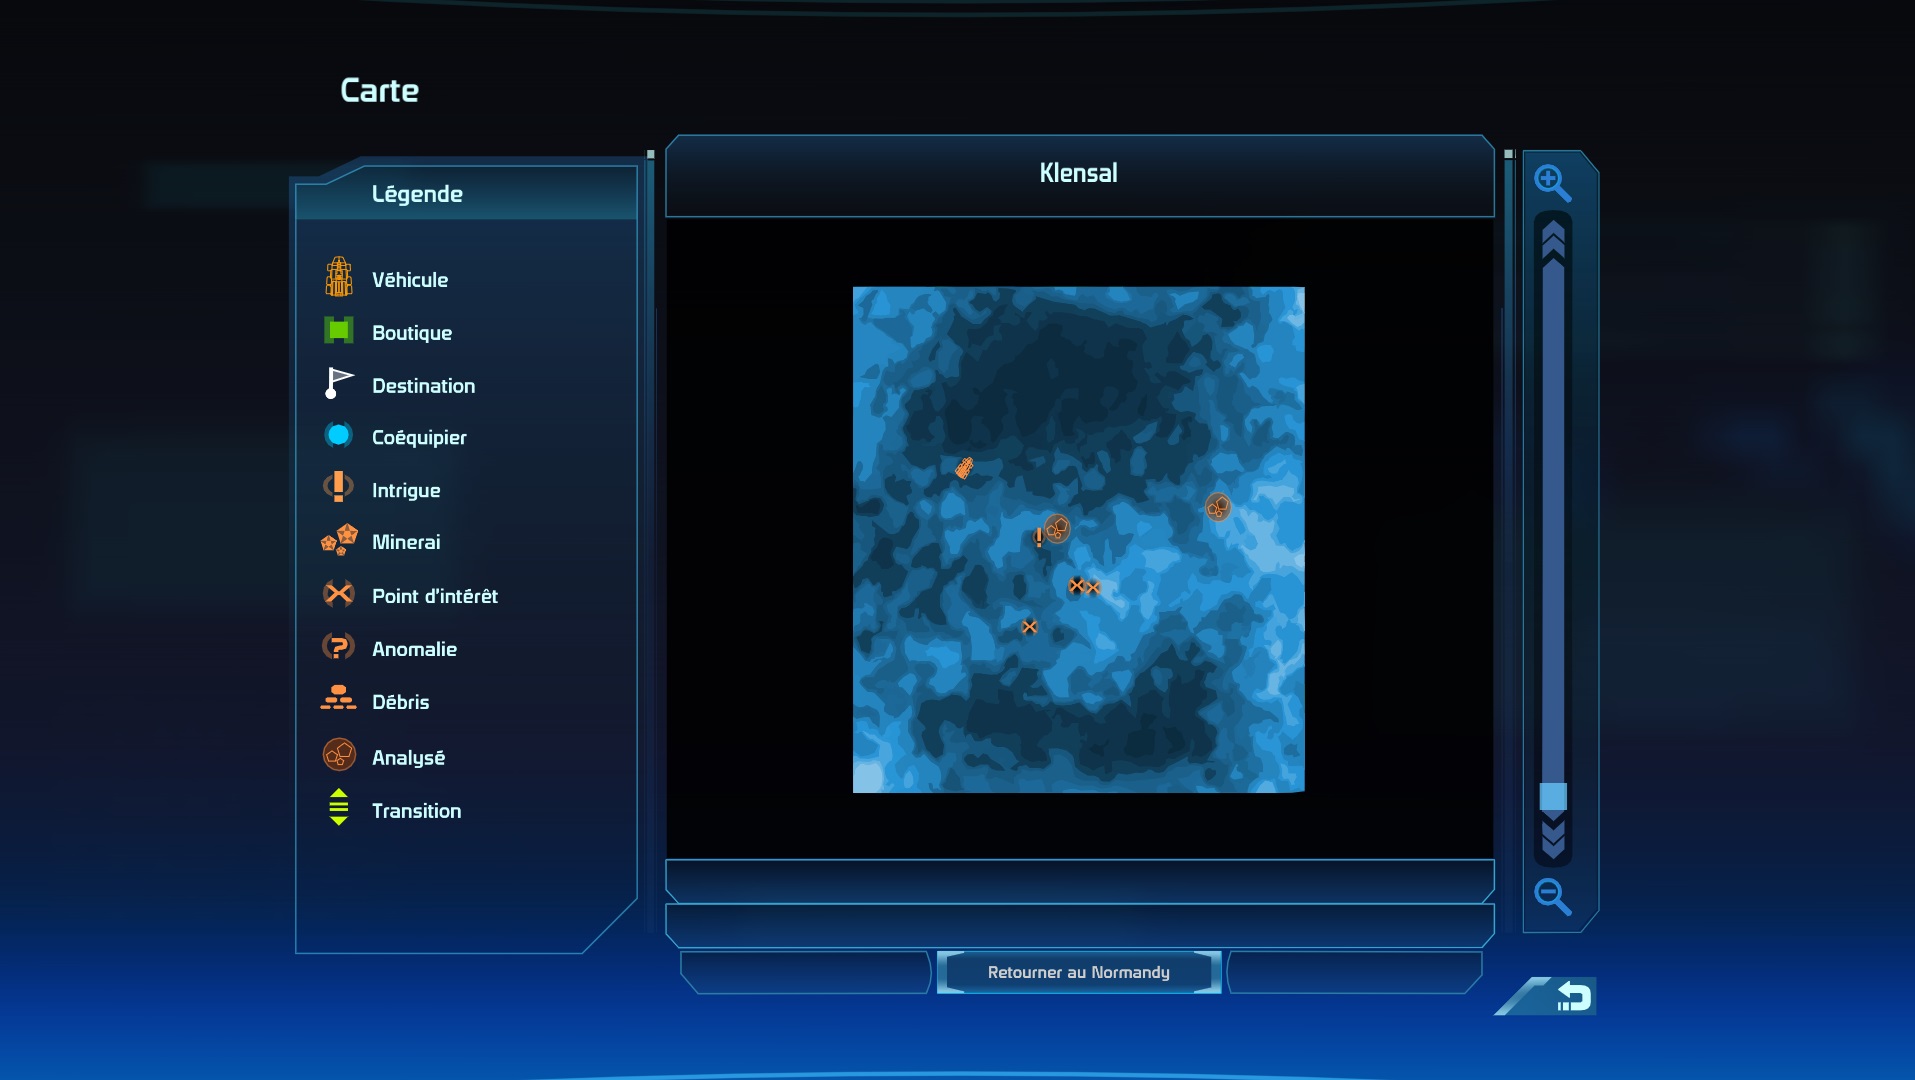 Carte
Légende
Véhicule
Boutique
Destination
Coéquipier
Intrigue
Minerai
Point d'intérêt
Anomalie
Débris
Analysé
Transition
Klensal
Retourner au Normandy